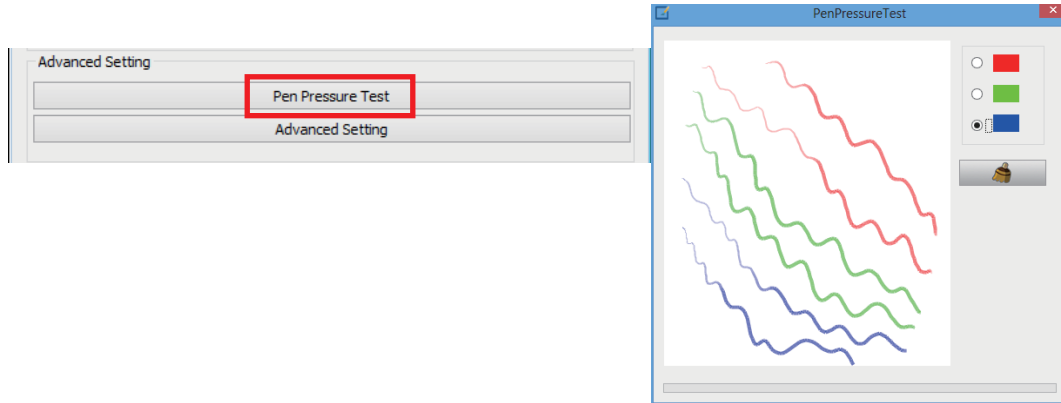 Advanced Setting
Pen Pressure Test
Advanced Setting
PenPressureTest